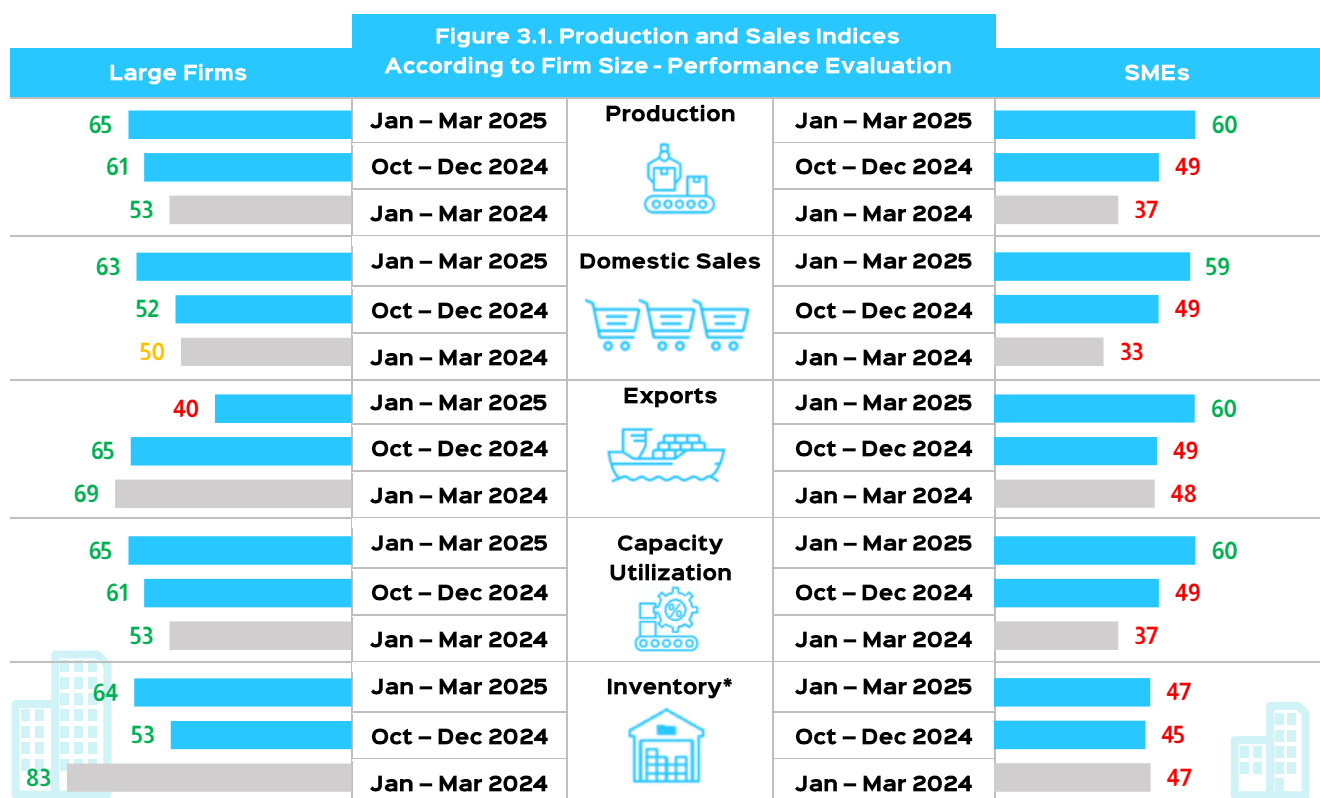 Figure 3.1. Production and Sales Indices
According to Firm Size - Performance Evaluation
Large Firms
SMEs
Production
65 Jan – Mar 2025 Jan – Mar 2025 60
61 Oct – Dec 2024 Oct – Dec 2024 49
53 Jan – Mar 2024 Jan – Mar 2024 37
Domestic Sales
63 Jan – Mar 2025 Jan – Mar 2025 59
52 Oct – Dec 2024 Oct – Dec 2024 49
50 Jan – Mar 2024 Jan – Mar 2024 33
Exports
40 Jan – Mar 2025 Jan – Mar 2025 60
65 Oct – Dec 2024 Oct – Dec 2024 49
69 Jan – Mar 2024 Jan – Mar 2024 48
Capacity
Utilization
65 Jan – Mar 2025 Jan – Mar 2025 60
61 Oct – Dec 2024 Oct – Dec 2024 49
53 Jan – Mar 2024 Jan – Mar 2024 37
%
Inventory*
64 Jan – Mar 2025 Jan – Mar 2025 47
53 Oct – Dec 2024 Oct – Dec 2024 45
83 Jan – Mar 2024 Jan – Mar 2024 47